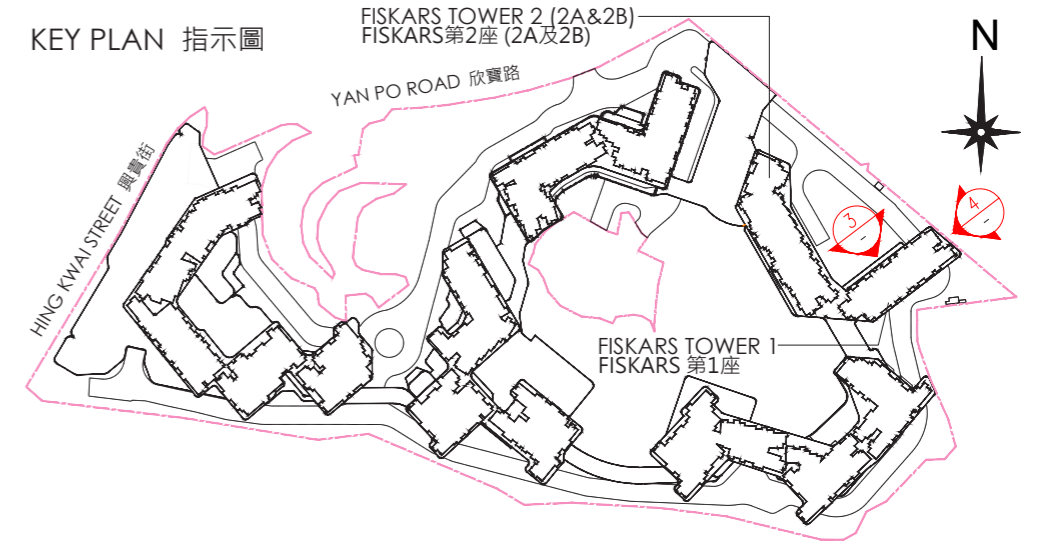 KEY PLAN 指示圖
FISKARS TOWER 2 (2A&2B)
FISKARS第2座 (2A及2B)
N
YAN PO ROAD 欣寶路
HING KWAI STREET 興貴街
3
-
4
-
FISKARS TOWER 1
FISKARS 第1座